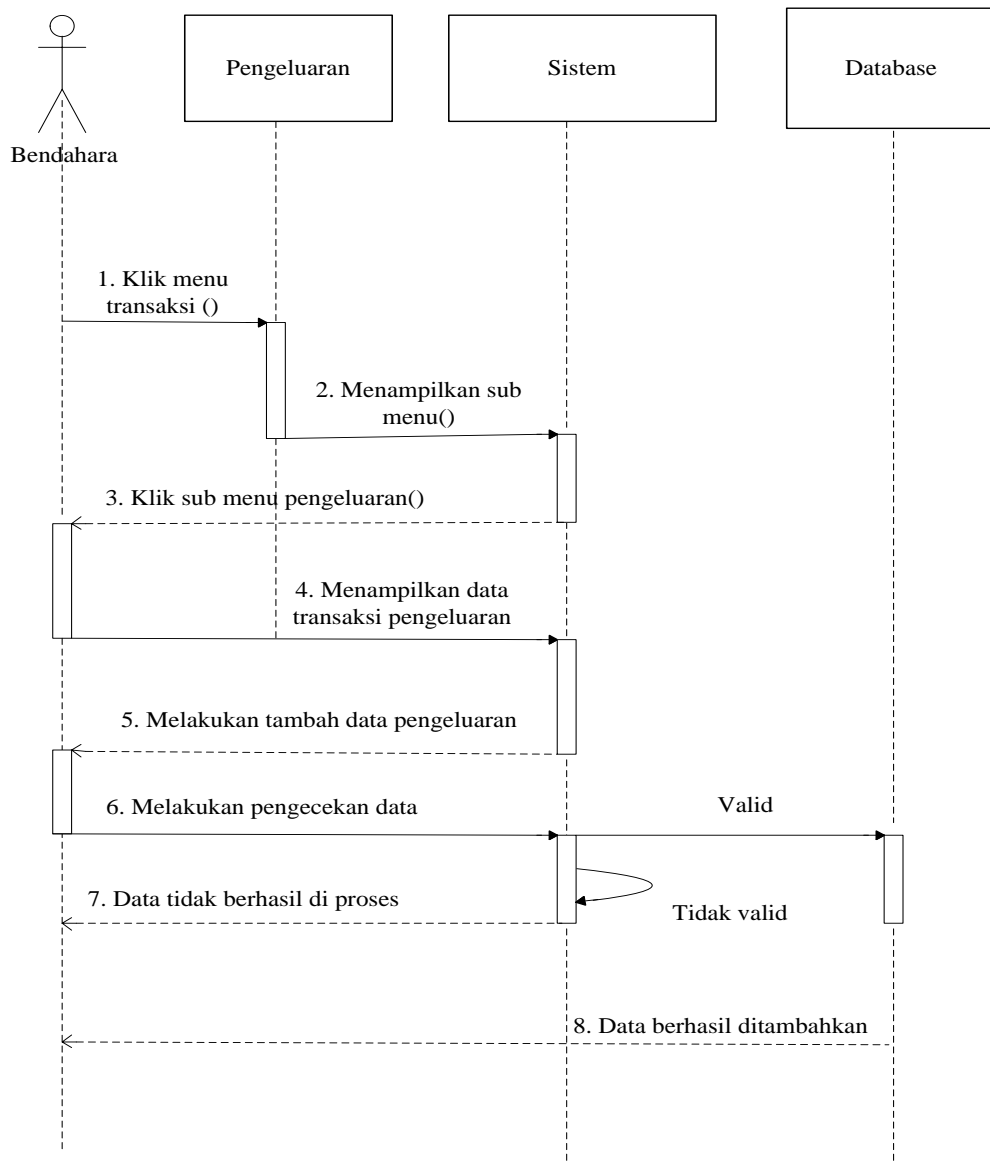 Pengeluaran
Sistem
Database
Bendahara
1. Klik menu
transaksi ()
2. Menampilkan sub
menu()
3. Klik sub menu pengeluaran()
4. Menampilkan data
transaksi pengeluaran
5. Melakukan tambah data pengeluaran
6. Melakukan pengecekan data
Valid
7. Data tidak berhasil di proses
Tidak valid
8. Data berhasil ditambahkan